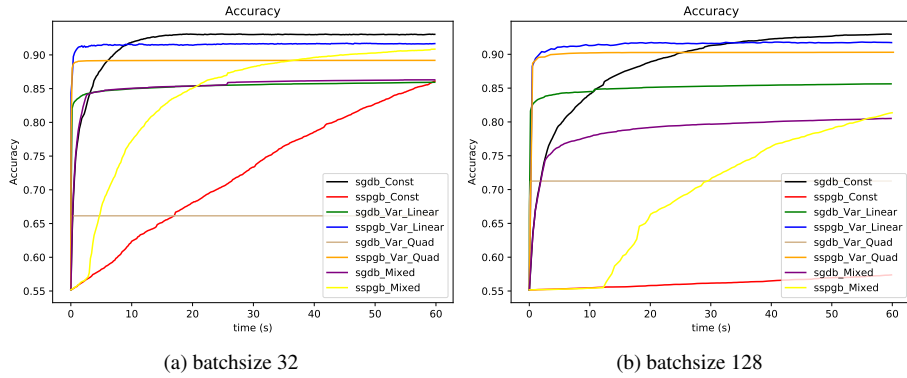 Accuracy
0.90
0.85
0.80
0.75
0.70
0.65
0.60
0.55
Accuracy
0
10
20
30
40
50
60
time (s)
sgdb_Const
sspgb_Const
sgdb_Var_Linear
sspgb_Var_Linear
sgdb_Var_Quad
sspgb_Var_Quad
sgdb_Mixed
sspgb_Mixed
(a) batchsize 32
Accuracy
0.90
0.85
0.80
0.75
0.70
0.65
0.60
0.55
Accuracy
0
10
20
30
40
50
60
time (s)
sgdb_Const
sspgb_Const
sgdb_Var_Linear
sspgb_Var_Linear
sgdb_Var_Quad
sspgb_Var_Quad
sgdb_Mixed
sspgb_Mixed
(b) batchsize 128